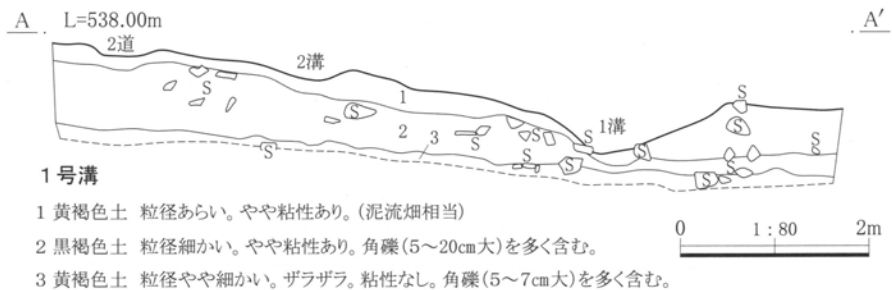 A L=538.00m A′
2道
2溝
1
S
S
S
S
1溝
S
2
3
S
S
S
S
S
S
S
S
S
1号溝
1 黄褐色土 粒径あらい。やや粘性あり。(泥流畑相当)
2 黒褐色土 粒径細かい。やや粘性あり。角礫(5～20㎝大)を多く含む。
3 黄褐色土 粒径やや細かい。ザラザラ。粘性なし。角礫(5～7㎝大)を多く含む。
0 1:80 2m